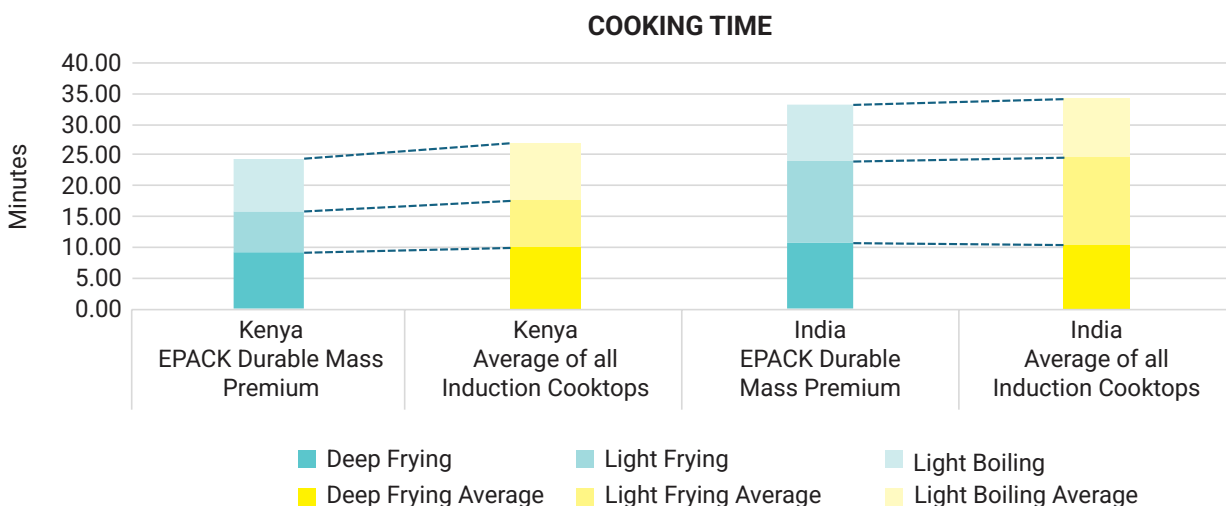 COOKING TIME
Minutes
40.00
35.00
30.00
25.00
20.00
15.00
10.00
5.00
0.00
Kenya
EPACK Durable Mass
Premium
Kenya
Average of all
Induction Cooktops
India
EPACK Durable
Mass Premium
India
Average of all
Induction Cooktops
Deep Frying
Light Frying
Light Boiling
Deep Frying Average
Light Frying Average
Light Boiling Average